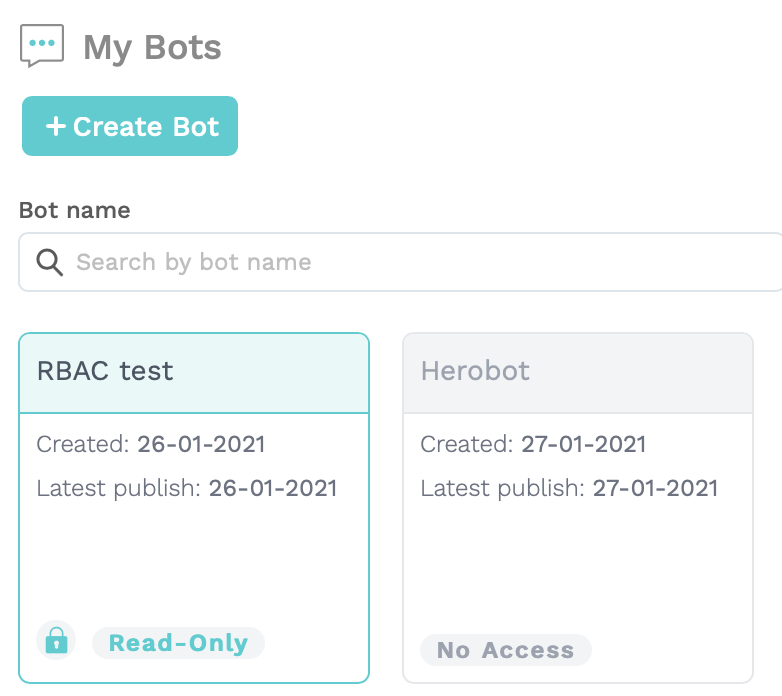 My Bots
+ Create Bot
Bot name
Search by bot name
RBAC test
Created: 26-01-2021
Latest publish: 26-01-2021
Read-Only
Herobot
Created: 27-01-2021
Latest publish: 27-01-2021
No Access